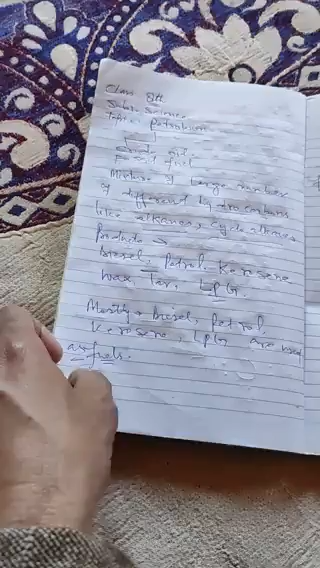 Class 8th
Sub:- Science
Topic: Petroleum
Crude oil
Fossil fuel
Mixture of large number
of different hydrocarbons
like alkanes, cycloalkanes
Products →
Diesel, Petrol, Kerosene
Wax, Tar, LPG.
Mostly → Diesel, Petrol,
Kerosene, LPG are used
as fuels.